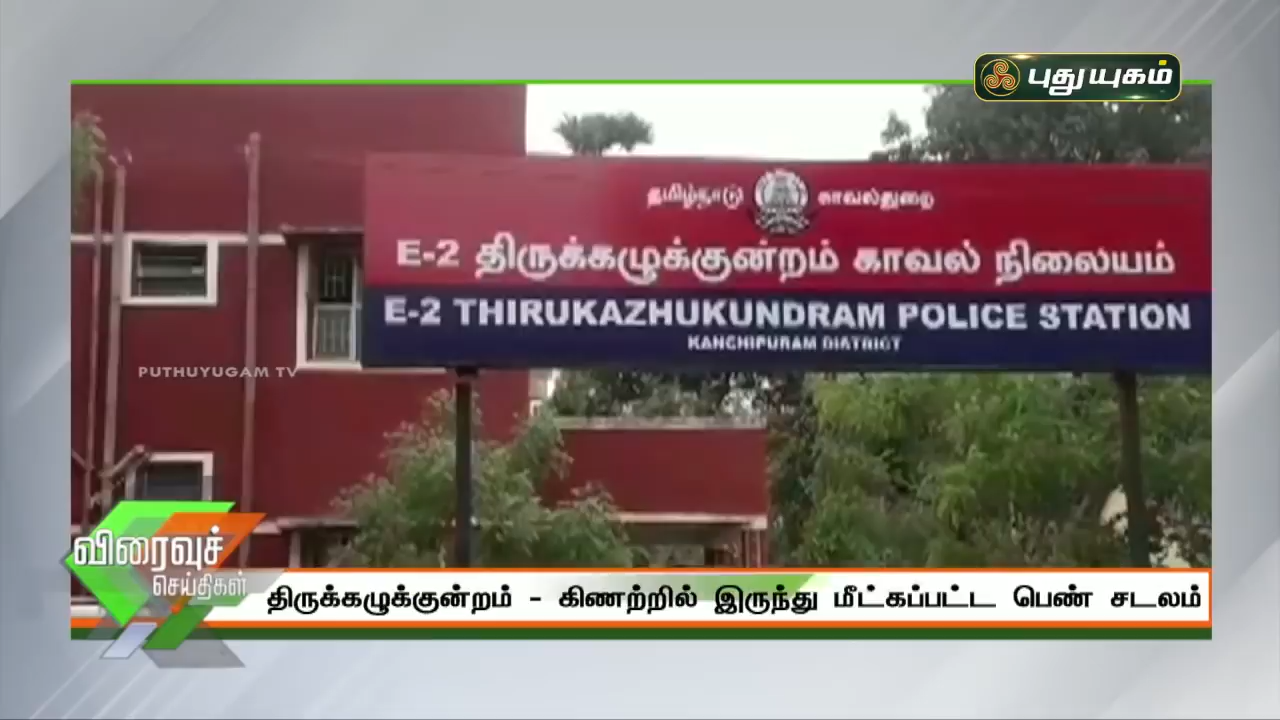 புதுயுகம்
தமிழ்நாடு காவல்துறை
E-2 திருக்கழுக்குன்றம் காவல் நிலையம்
E-2 THIRUKAZHUKUNDRAM POLICE STATION
KANCHIPURAM DISTRICT
PUTHUYUGAM TV
விரைவுச்
செய்திகள்
திருக்கழுக்குன்றம் - கிணற்றில் இருந்து மீட்கப்பட்ட பெண் சடலம்